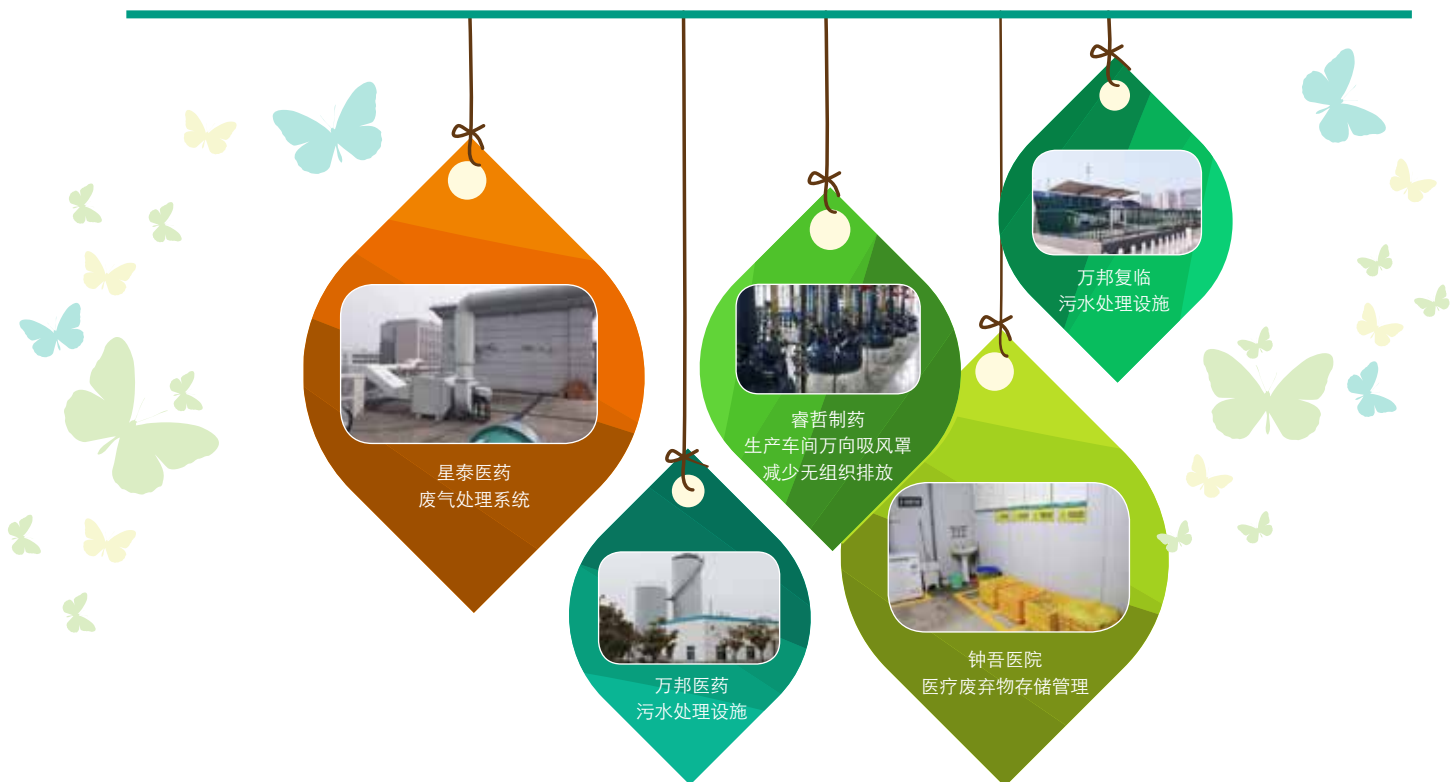 万邦复临
污水处理设施
睿哲制药
生产车间万向吸风罩
减少无组织排放
星泰医药
废气处理系统
钟吾医院
医疗废弃物存储管理
万邦医药
污水处理设施